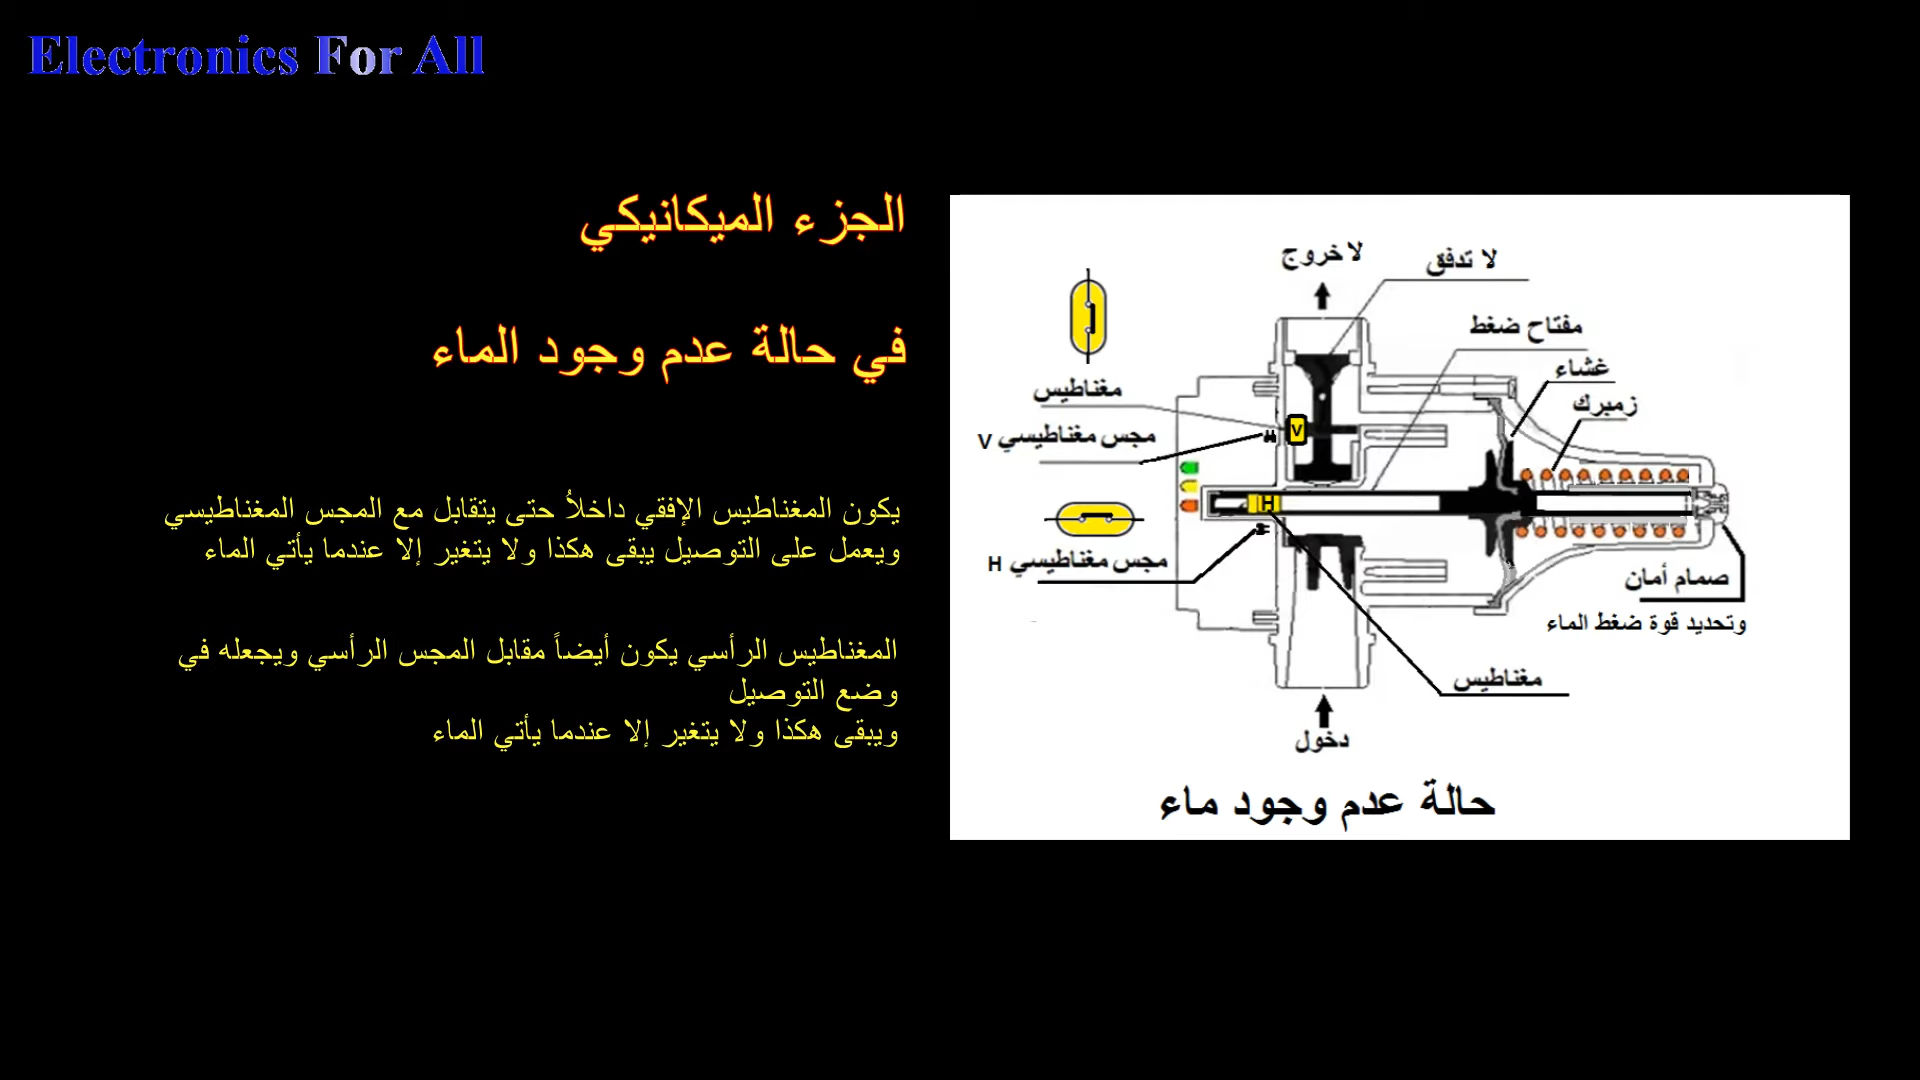 Electronics For All
الجزء الميكانيكي
في حالة عدم وجود الماء
يكون المغناطيس الإفقي داخلاُ حتى يتقابل مع المجس المغناطيسي
ويعمل على التوصيل يبقى هكذا ولا يتغير إلا عندما يأتي الماء
المغناطيس الرأسي يكون أيضاً مقابل المجس الرأسي ويجعله في
وضع التوصيل
ويبقى هكذا ولا يتغير إلا عندما يأتي الماء
لا خروج
لا تدفق
مفتاح ضغط
غشاء
زمبرك
مغناطيس
مجس مغناطيسي V
V
H
مجس مغناطيسي H
صمام أمان
وتحديد قوة ضغط الماء
مغناطيس
دخول
حالة عدم وجود ماء